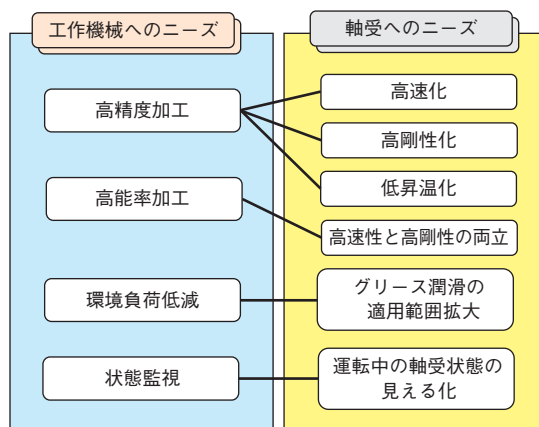 工作機械へのニーズ
軸受へのニーズ
高精度加工
高速化
高剛性化
低昇温化
高能率加工
高速性と高剛性の両立
環境負荷低減
グリース潤滑の
適用範囲拡大
状態監視
運転中の軸受状態の
見える化